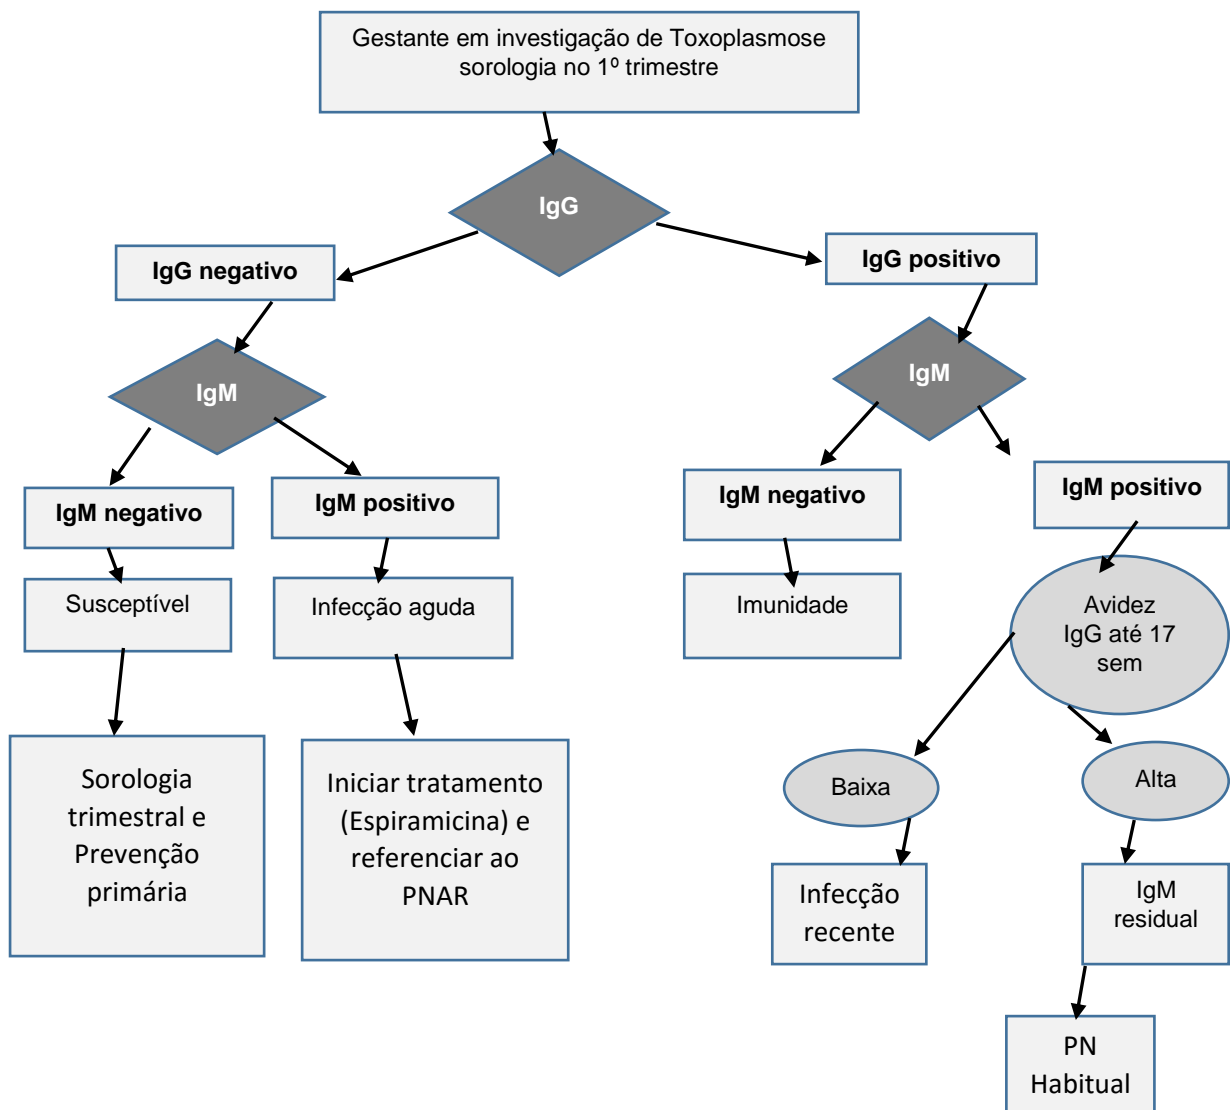 Gestante em investigação de Toxoplasmose
sorologia no 1º trimestre
IgG
IgG negativo
IgG positivo
IgM
IgM
IgM negativo
IgM positivo
IgM negativo
IgM positivo
Susceptível
Infecção aguda
Imunidade
Avidez
IgG até 17
sem
Sorologia
trimestral e
Prevenção
primária
Iniciar tratamento
(Espiramicina) e
referenciar ao
PNAR
Baixa
Alta
Infecção
recente
IgM
residual
PN
Habitual